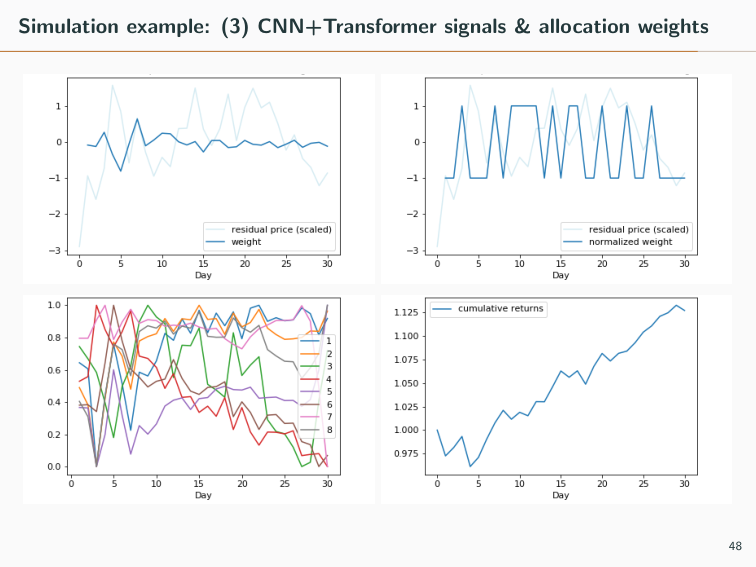 Simulation example: (3) CNN+Transformer signals & allocation weights
1
0
−1
−2
−3
0 5 10 15 20 25 30
Day
residual price (scaled)
weight
1
0
−1
−2
−3
0 5 10 15 20 25 30
Day
residual price (scaled)
normalized weight
1.0
0.8
0.6
0.4
0.2
0.0
0 5 10 15 20 25 30
Day
1
2
3
4
5
6
7
8
1.125
1.100
1.075
1.050
1.025
1.000
0.975
0 5 10 15 20 25 30
Day
cumulative returns
48